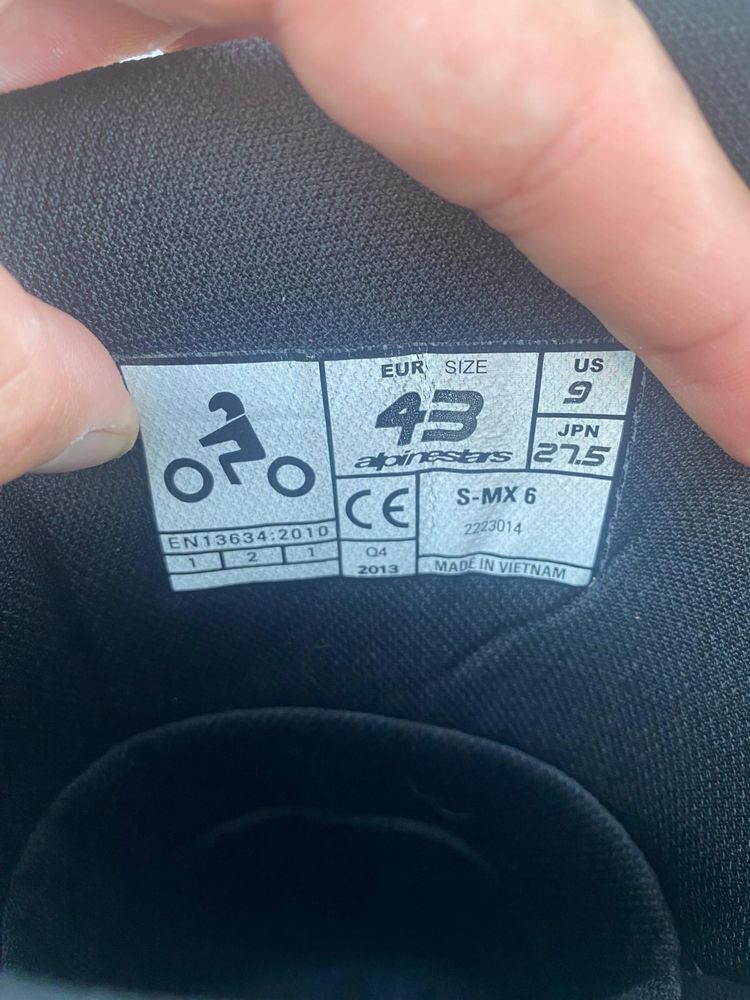 EUR SIZE
43
alpinestars
US
9
JPN
27.5
EN13634:2010
1 2 1
CE
Q4
2013
S-MX 6
2223014
MADE IN VIETNAM